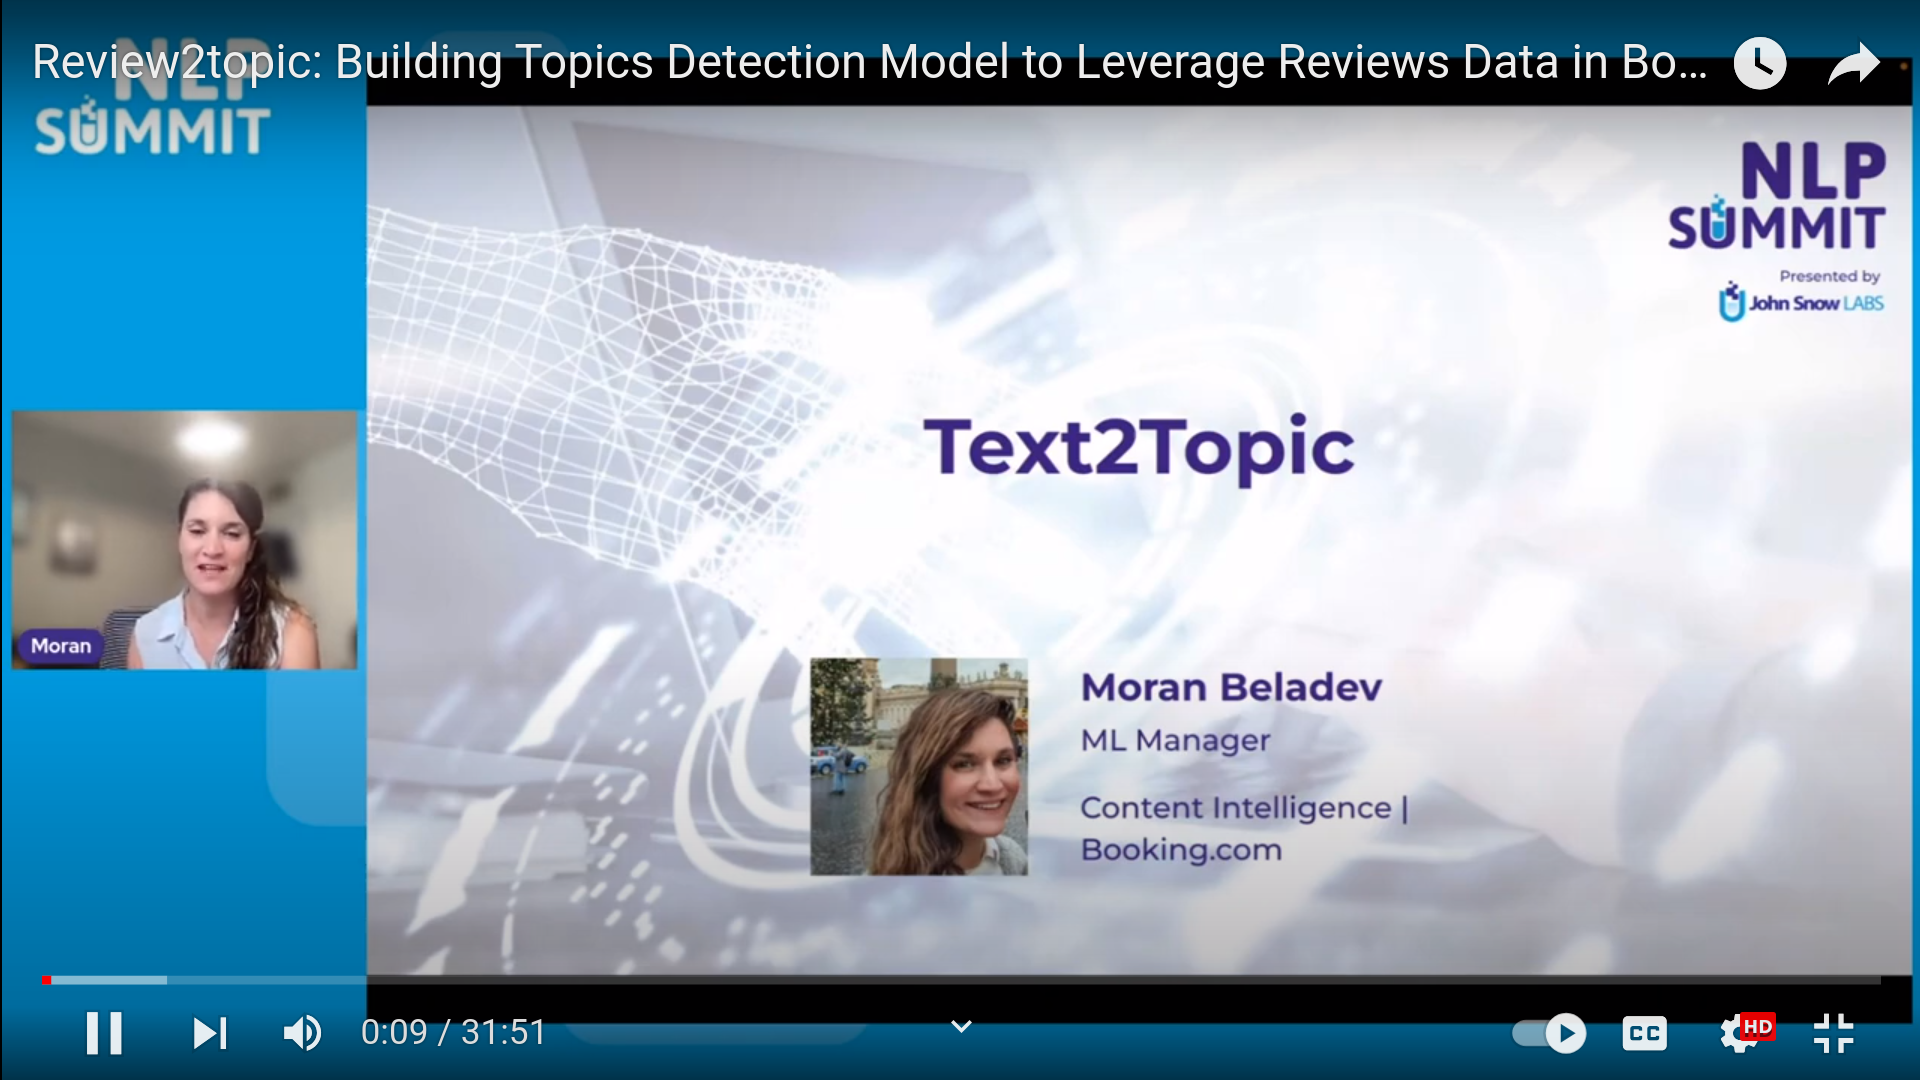 Review2topic: Building Topics Detection Model to Leverage Reviews Data in Bo...
NLP
SUMMIT
NLP
SUMMIT
Presented by
John Snow LABS
Text2Topic
Moran
Moran Beladev
ML Manager
Content Intelligence |
Booking.com
0:09 / 31:51
CC
HD